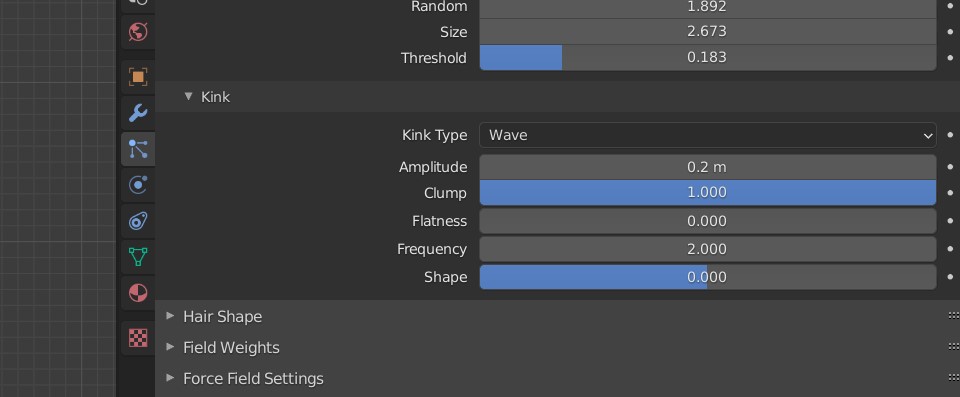 Random 1.892
Size 2.673
Threshold 0.183
Kink
Kink Type Wave
Amplitude 0.2 m
Clump 1.000
Flatness 0.000
Frequency 2.000
Shape 0.000
Hair Shape
Field Weights
Force Field Settings